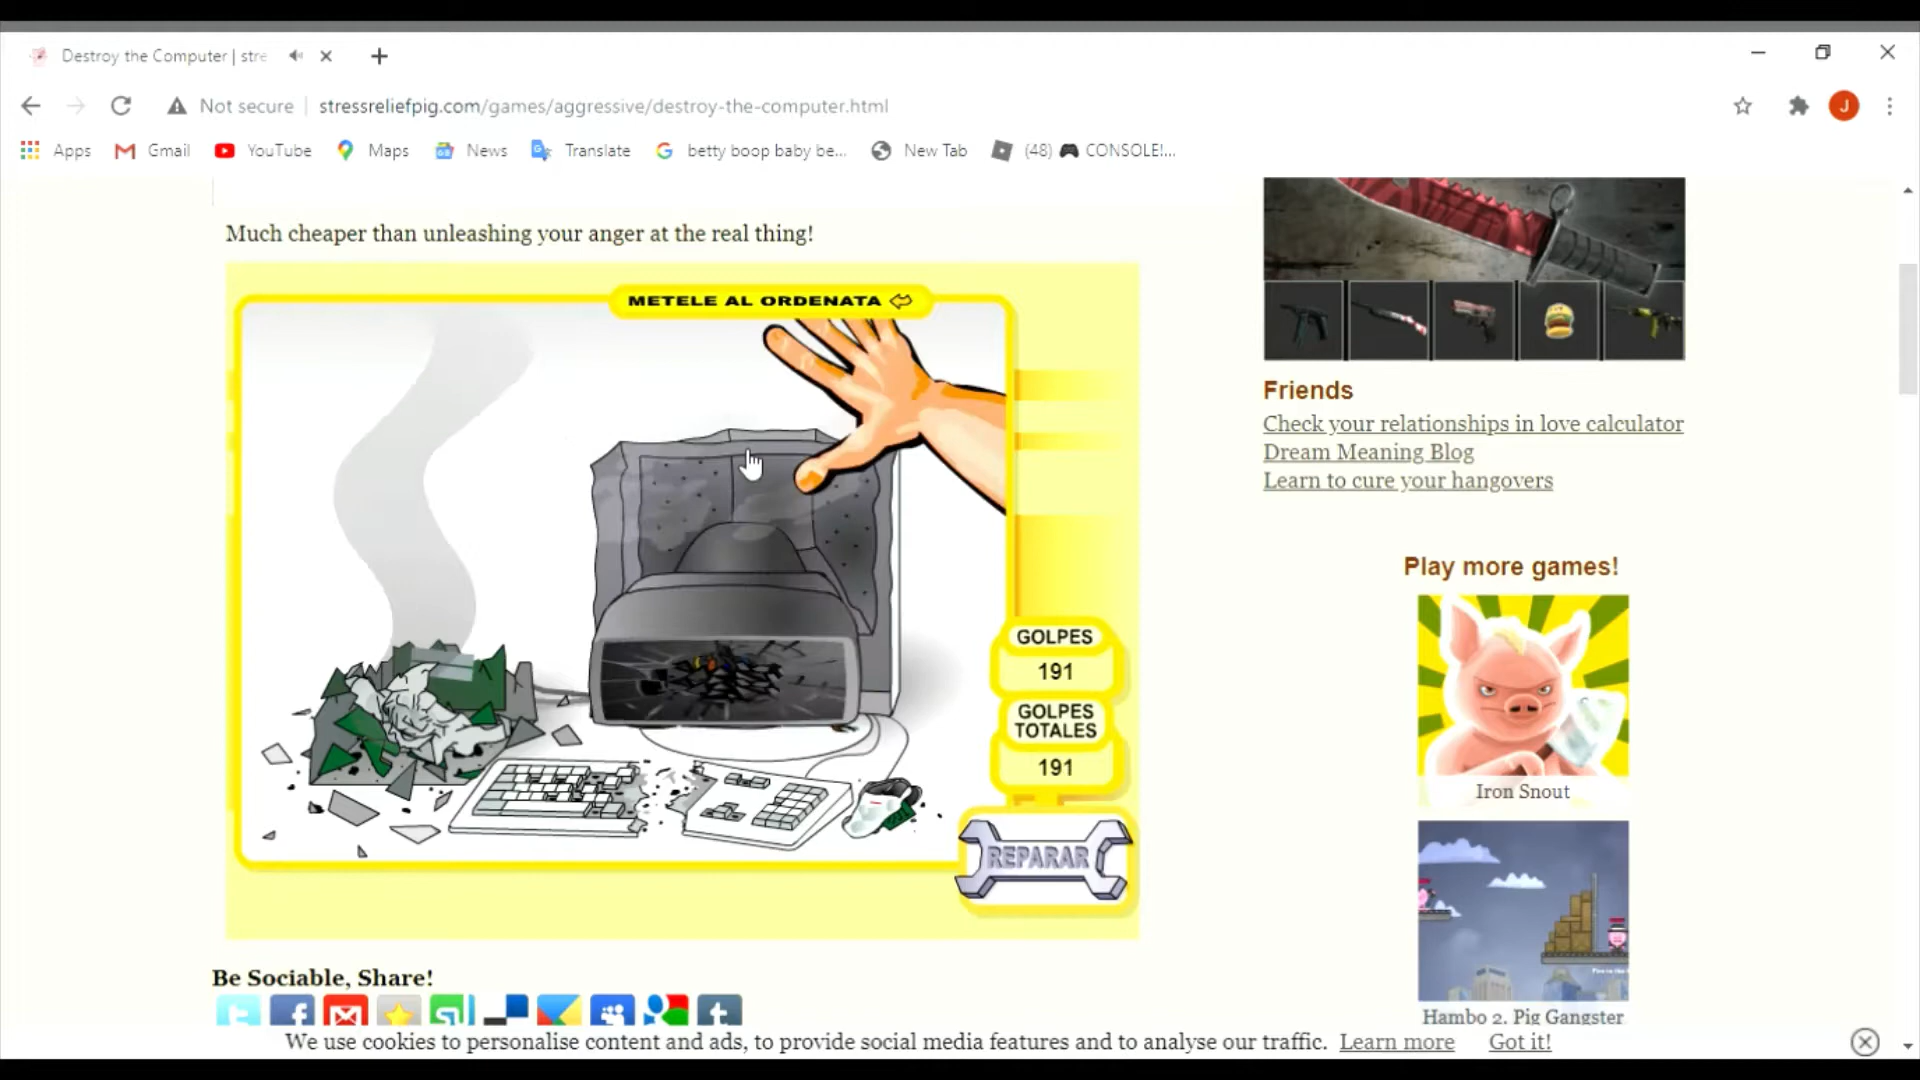 Destroy the Computer | stre
Not secure
stressreliefpig.com/games/aggressive/destroy-the-computer.html
J
Apps
Gmail
YouTube
Maps
News
Translate
betty boop baby be...
New Tab
(48) 🎮 CONSOLE!...
Much cheaper than unleashing your anger at the real thing!
METELE AL ORDENATA
GOLPES
191
GOLPES
TOTALES
191
REPARAR
Friends
Check your relationships in love calculator
Dream Meaning Blog
Learn to cure your hangovers
Play more games!
Iron Snout
Hambo 2. Pig Gangster
Be Sociable, Share!
We use cookies to personalise content and ads, to provide social media features and to analyse our traffic. Learn more Got it!